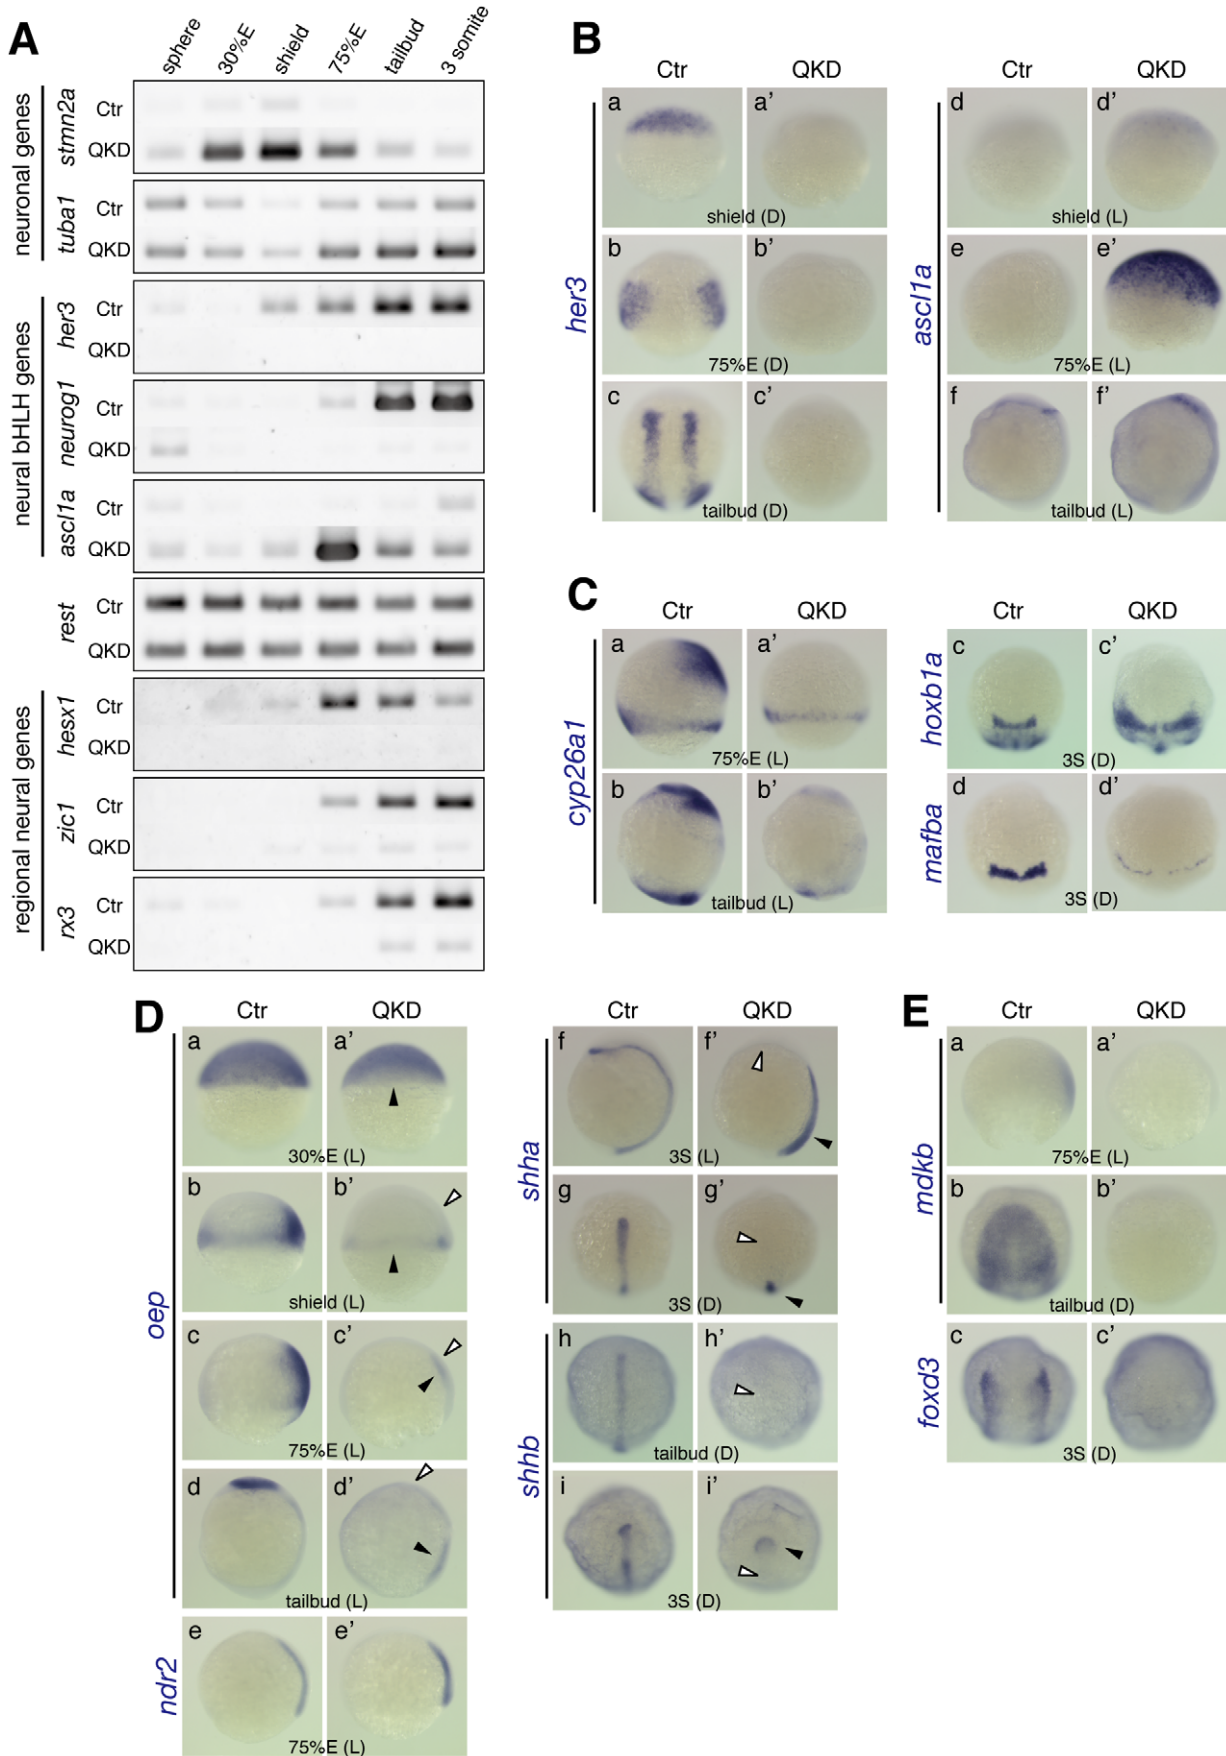 A
sphere 30%E shield 75%E tailbud 3 somite
neuronal genes
stmn2a
Ctr
QKD
tuba1
Ctr
QKD
neural bHLH genes
her3
Ctr
QKD
neurog1
Ctr
QKD
ascl1a
Ctr
QKD
rest
Ctr
QKD
regional neural genes
hesx1
Ctr
QKD
zic1
Ctr
QKD
rx3
Ctr
QKD
B
Ctr QKD Ctr QKD
her3
a a'
shield (D)
b b'
75%E (D)
c c'
tailbud (D)
ascl1a
d d'
shield (L)
e e'
75%E (L)
f f'
tailbud (L)
C
Ctr QKD Ctr QKD
cyp26a1
a a'
75%E (L)
b b'
tailbud (L)
hoxb1a
c c'
3S (D)
mafba
d d'
3S (D)
D
Ctr QKD Ctr QKD
oep
a a'
30%E (L)
b b'
shield (L)
c c'
75%E (L)
d d'
tailbud (L)
ndr2
e e'
75%E (L)
shha
f f'
3S (L)
g g'
3S (D)
shhb
h h'
tailbud (D)
i i'
3S (D)
E
Ctr QKD
mdkb
a a'
75%E (L)
b b'
tailbud (D)
foxd3
c c'
3S (D)